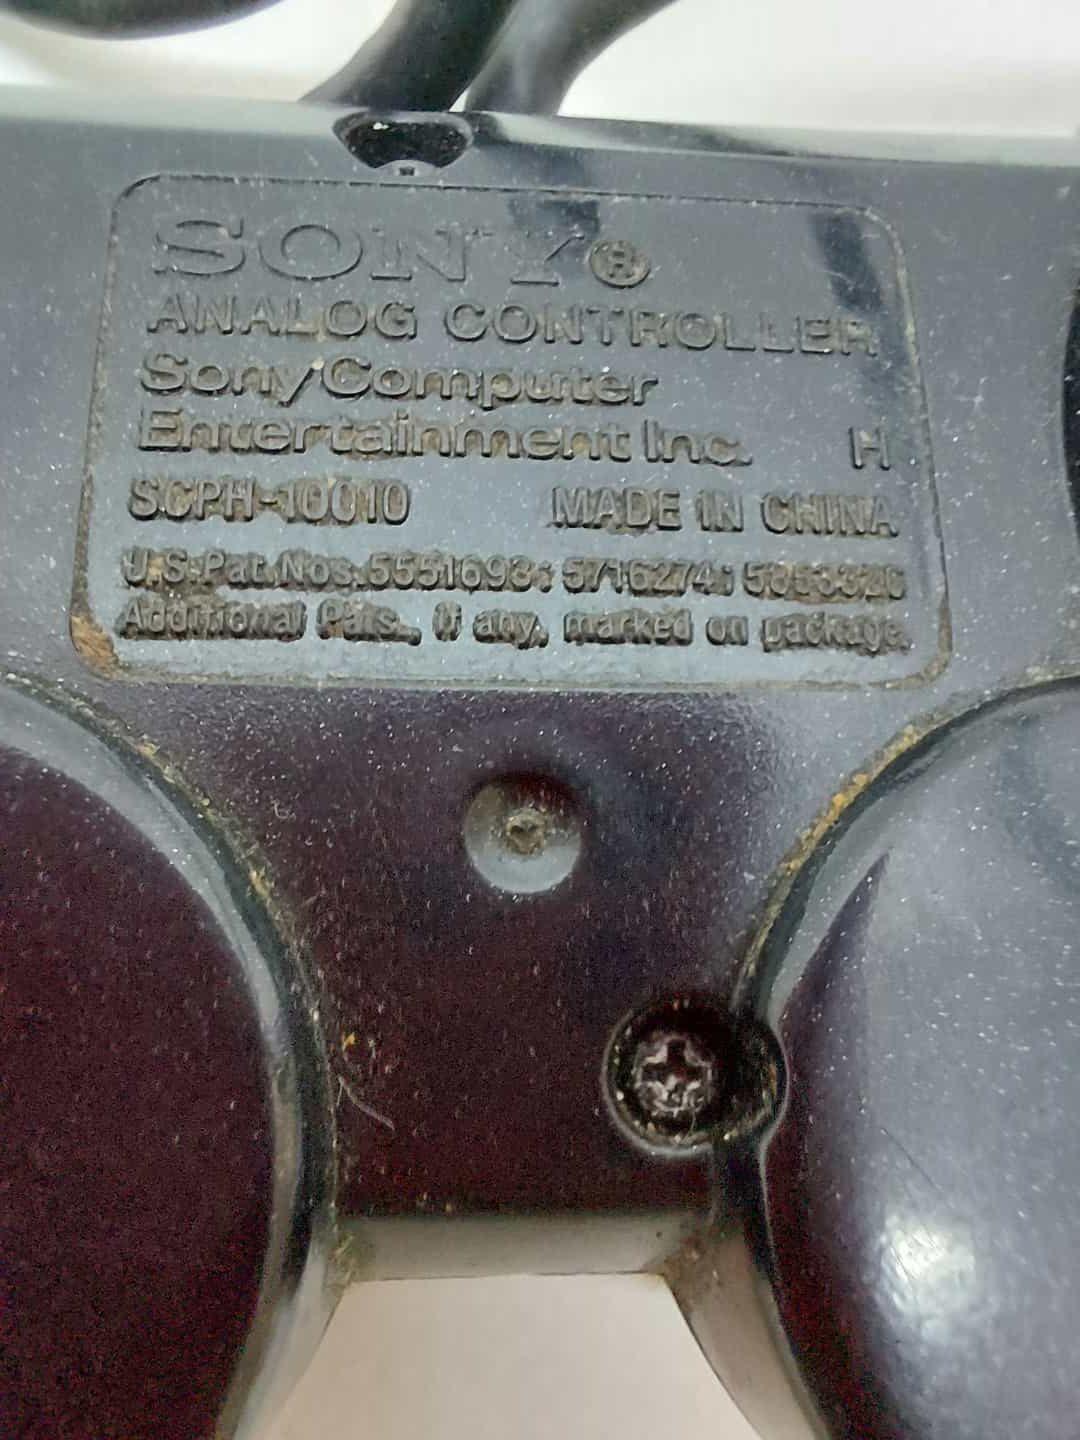 SONY®
ANALOG CONTROLLER
Sony Computer
Entertainment Inc. H
SCPH-10010 MADE IN CHINA
U.S.Pat.Nos.5551693; 5716274;
Additional Pats., if any, marked on package.